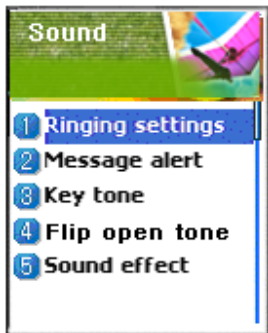 Sound
1 Ringing settings
2 Message alert
3 Key tone
4 Flip open tone
5 Sound effect